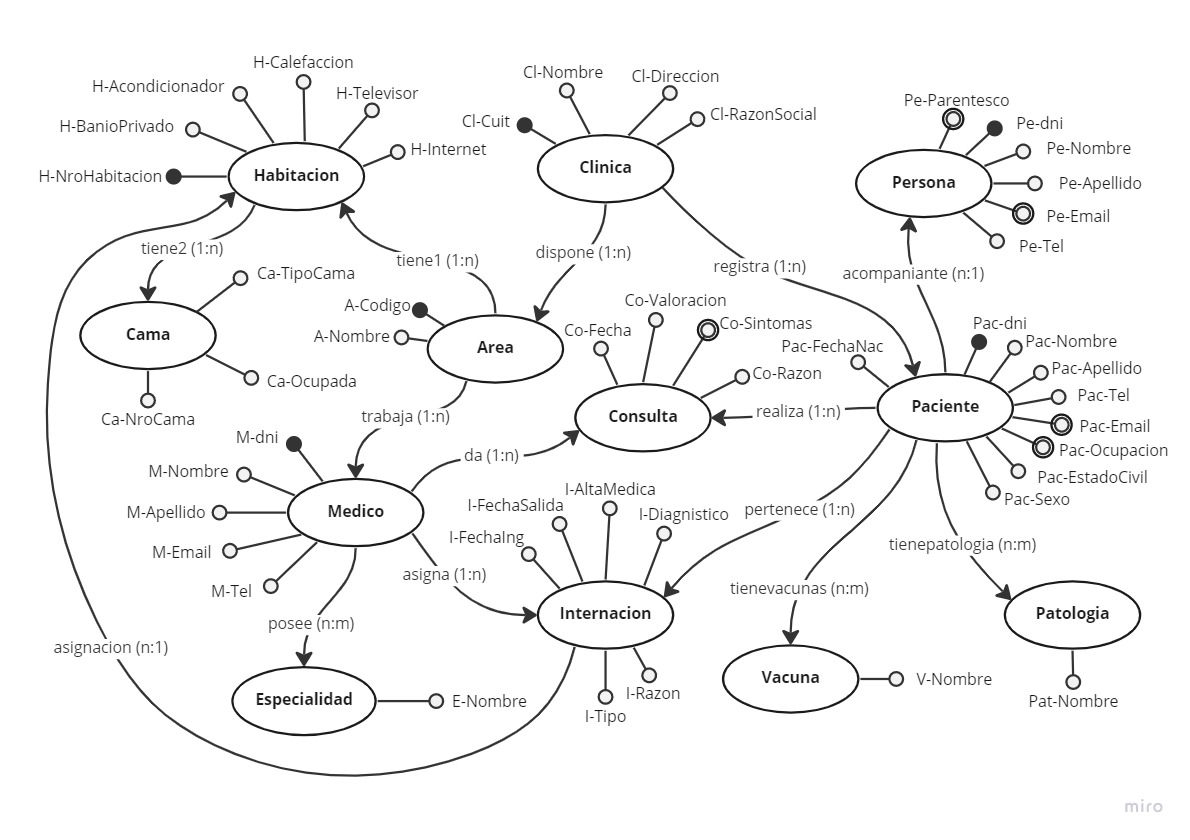 H-Calefaccion
H-Acondicionador
H-Televisor
H-BanioPrivado
H-Internet
H-NroHabitacion
Habitacion
Cl-Nombre
Cl-Direccion
Cl-RazonSocial
Cl-Cuit
Clinica
Pe-Parentesco
Pe-dni
Pe-Nombre
Persona
Pe-Apellido
Pe-Email
Pe-Tel
tiene2 (1:n)
tiene1 (1:n)
dispone (1:n)
registra (1:n)
acompaniante (n:1)
Ca-TipoCama
Cama
Ca-Ocupada
Ca-NroCama
A-Codigo
A-Nombre
Area
Co-Valoracion
Co-Fecha
Co-Sintomas
Co-Razon
Consulta
Pac-FechaNac
Pac-dni
Pac-Nombre
Pac-Apellido
Pac-Tel
Paciente
Pac-Email
Pac-Ocupacion
Pac-EstadoCivil
Pac-Sexo
realiza (1:n)
trabaja (1:n)
da (1:n)
M-dni
M-Nombre
M-Apellido
Medico
M-Email
M-Tel
I-AltaMedica
I-FechaSalida
I-Diagnistico
I-FechaIng
pertenece (1:n)
tienepatologia (n:m)
asigna (1:n)
tienevacunas (n:m)
Internacion
Patologia
posee (n:m)
asignacion (n:1)
Vacuna
V-Nombre
I-Razon
I-Tipo
Pat-Nombre
Especialidad
E-Nombre
miro